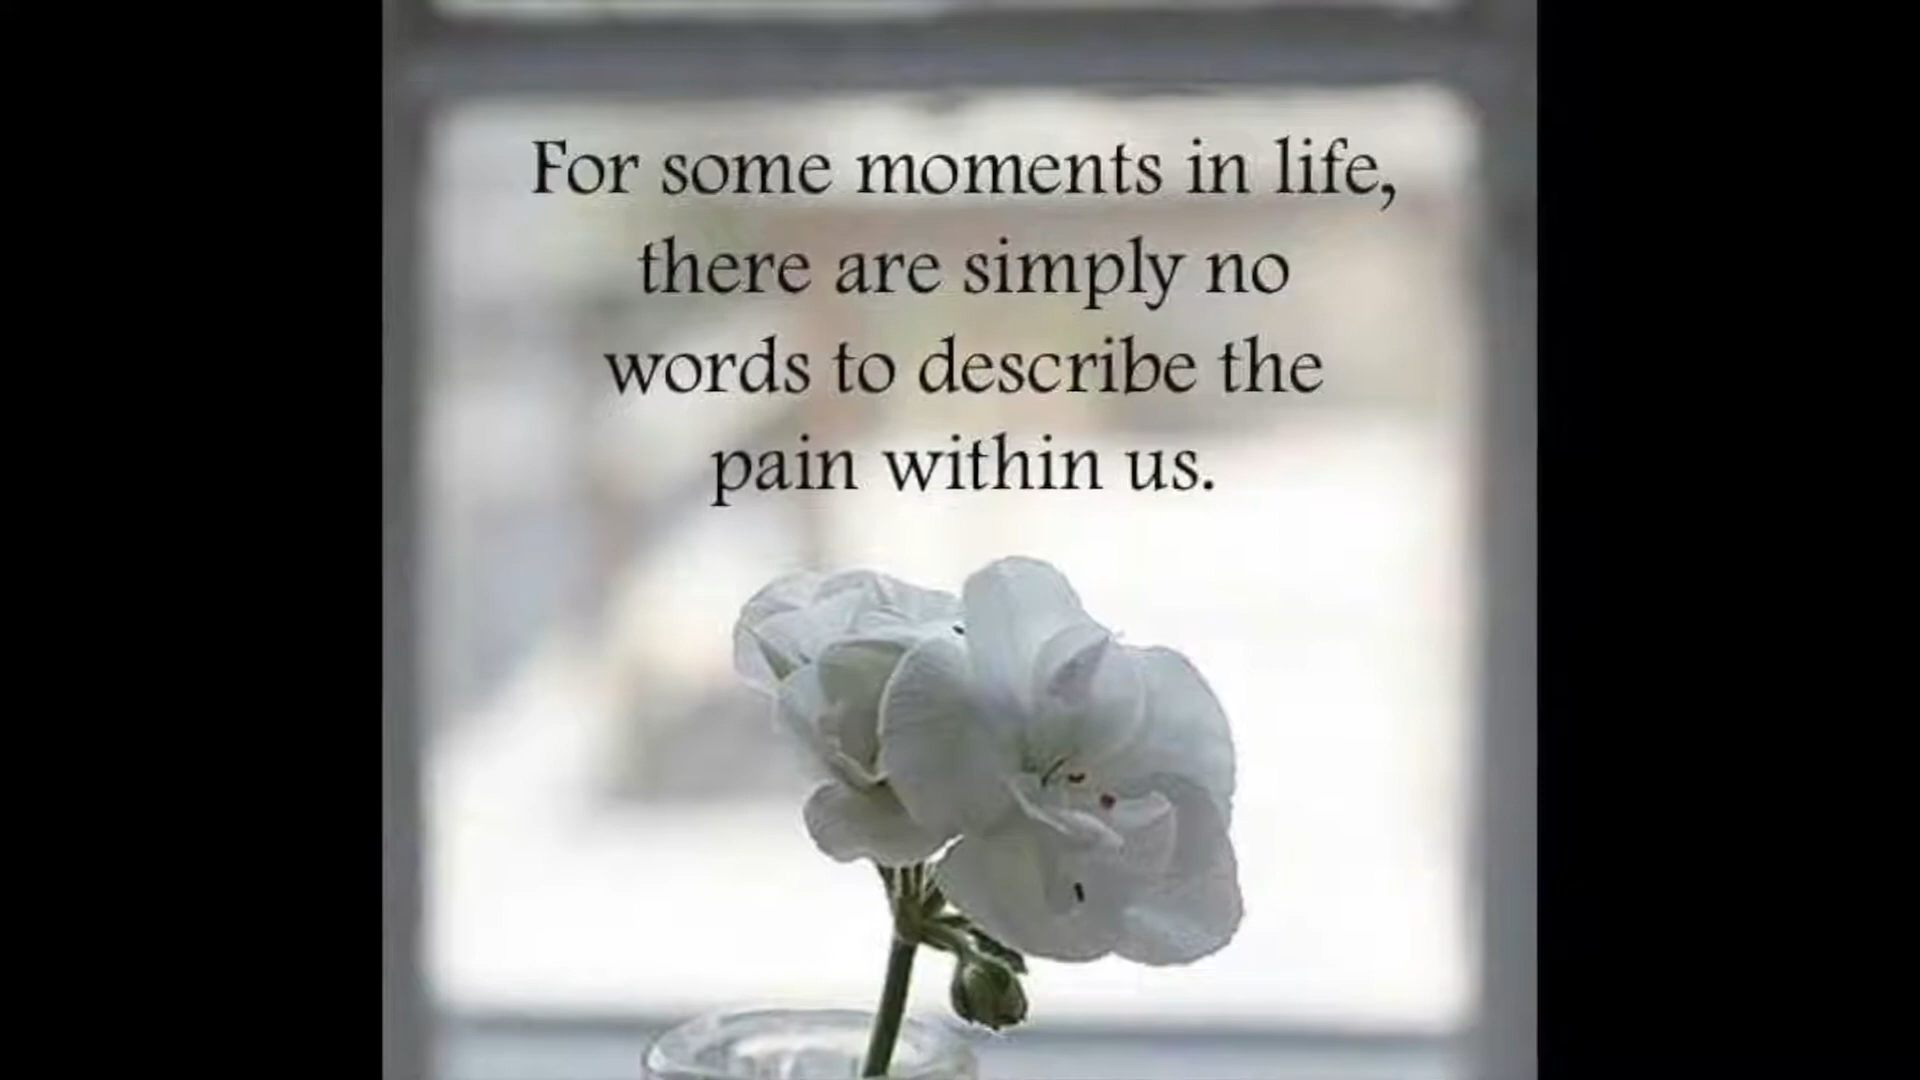 For some moments in life,
there are simply no
words to describe the
pain within us.